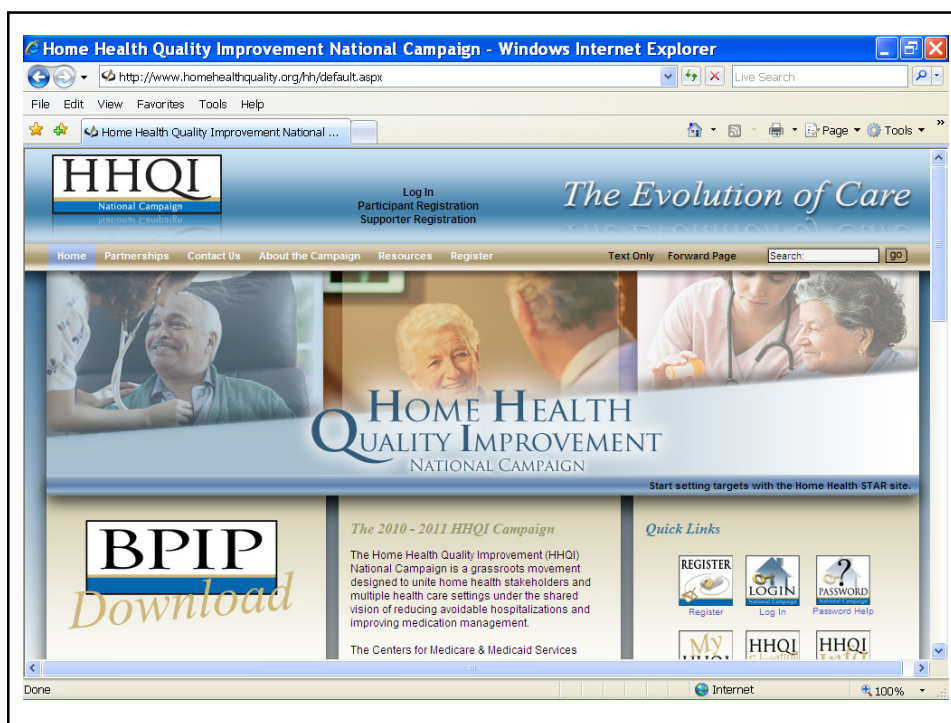 Home Health Quality Improvement National Campaign - Windows Internet Explorer
http://www.homehealthquality.org/hh/default.aspx
Live Search
File Edit View Favorites Tools Help
Home Health Quality Improvement National ...
Page Tools
HHQI
National Campaign
Log In
Participant Registration
Supporter Registration
The Evolution of Care
Home Partnerships Contact Us About the Campaign Resources Register Text Only Forward Page Search: go
HOME HEALTH
QUALITY IMPROVEMENT
NATIONAL CAMPAIGN
Start setting targets with the Home Health STAR site.
BPIP
Download
The 2010 - 2011 HHQI Campaign
The Home Health Quality Improvement (HHQI)
National Campaign is a grassroots movement
designed to unite home health stakeholders and
multiple health care settings under the shared
vision of reducing avoidable hospitalizations and
improving medication management.
The Centers for Medicare & Medicaid Services
Quick Links
REGISTER
Register
LOGIN
National Campaign
Log In
?
PASSWORD
National Campaign
Password Help
My
HHQI
HHQI
Done
Internet
100%